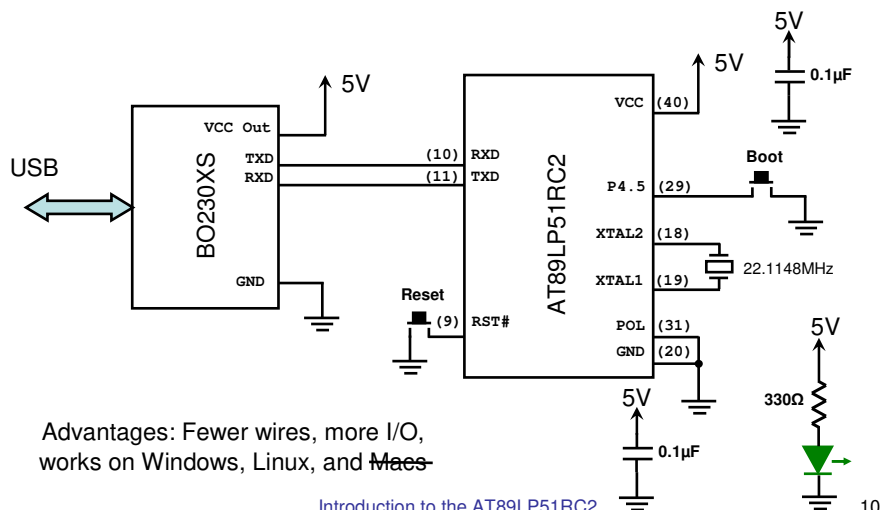 5V
0.1µF
5V
5V
VCC (40)
VCC Out
USB
TXD
RXD
(10) RXD
(11) TXD
Boot
P4.5 (29)
BO230XS
AT89LP51RC2
XTAL2 (18)
22.1148MHz
XTAL1 (19)
GND
Reset
(9) RST#
POL (31)
GND (20)
5V
5V
330Ω
0.1µF
Advantages: Fewer wires, more I/O,
works on Windows, Linux, and Macs
Introduction to the AT89LP51RC2
10